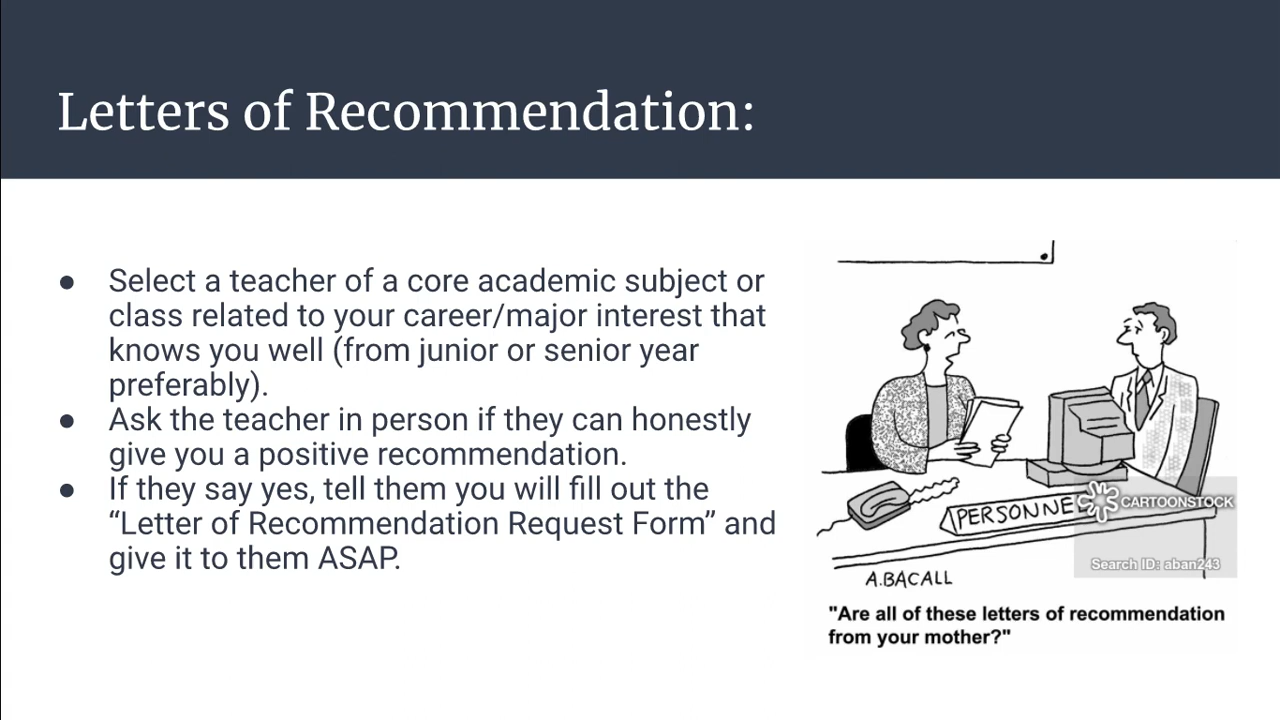 Letters of Recommendation:
● Select a teacher of a core academic subject or
class related to your career/major interest that
knows you well (from junior or senior year
preferably).
● Ask the teacher in person if they can honestly
give you a positive recommendation.
● If they say yes, tell them you will fill out the
“Letter of Recommendation Request Form” and
give it to them ASAP.
PERSONNE
CARTOONSTOCK
Search ID: aban243
A.BACALL
"Are all of these letters of recommendation
from your mother?"